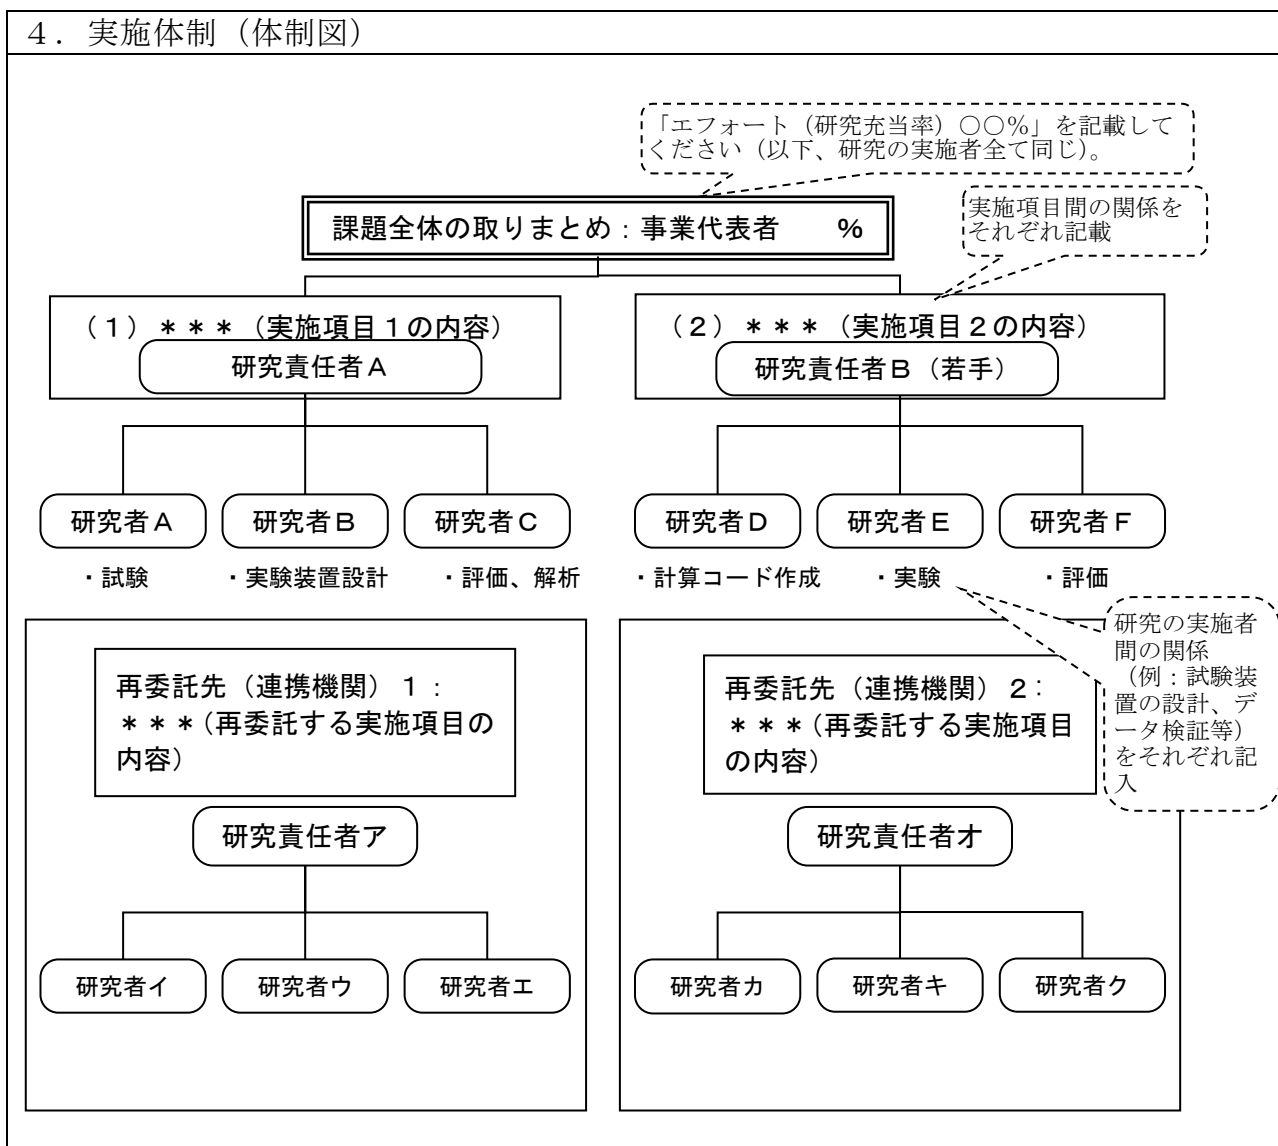 ４．実施体制（体制図）
「エフォート（研究充当率）○○％」を記載して
ください（以下、研究の実施者全て同じ）。
課題全体の取りまとめ：事業代表者　　％
実施項目間の関係を
それぞれ記載
（１）＊＊＊（実施項目１の内容）
研究責任者Ａ
（２）＊＊＊（実施項目２の内容）
研究責任者Ｂ（若手）
研究者Ａ
研究者Ｂ
研究者Ｃ
研究者Ｄ
研究者Ｅ
研究者Ｆ
・試験
・実験装置設計
・評価、解析
・計算コード作成
・実験
・評価
研究の実施者
間の関係
（例：試験装
置の設計、デ
ータ検証等）
をそれぞれ記
入
再委託先（連携機関）１：
＊＊＊（再委託する実施項目の
内容）
研究責任者ア
研究者イ
研究者ウ
研究者エ
再委託先（連携機関）２：
＊＊＊（再委託する実施項目
の内容）
研究責任者オ
研究者カ
研究者キ
研究者ク